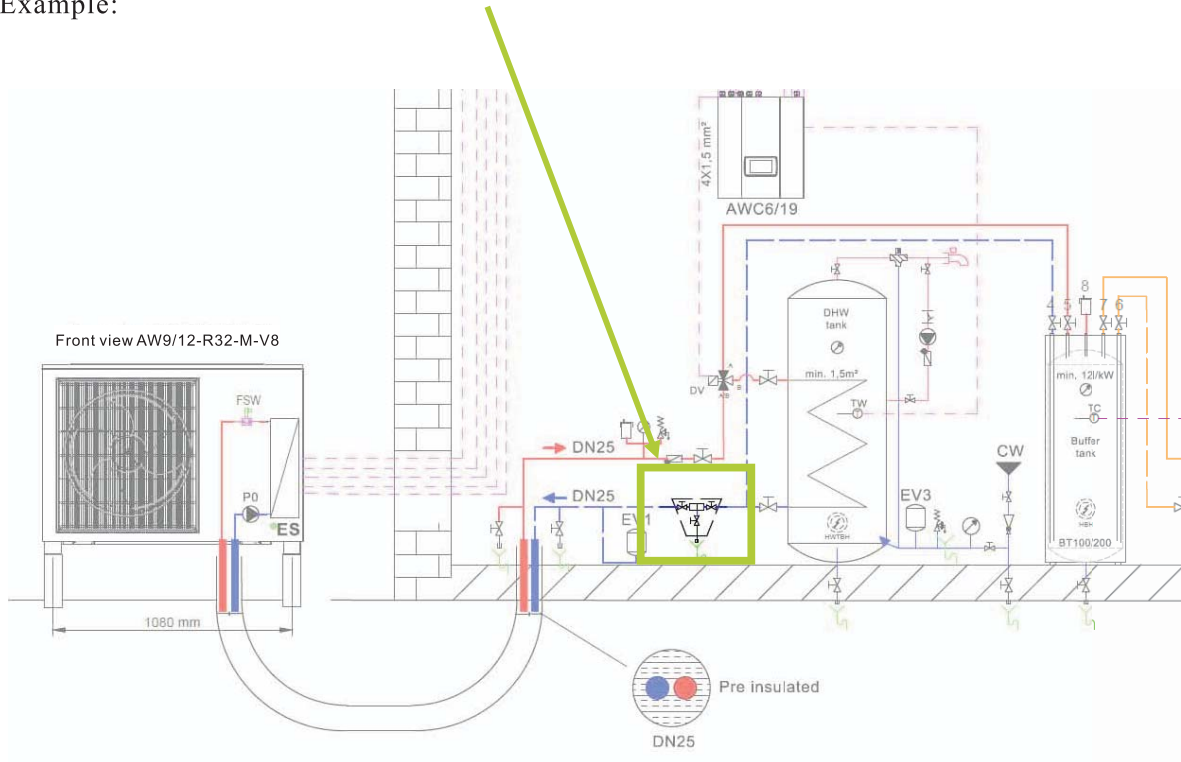 Example:
4X1,5 mm²
AWC6/19
Front view AW9/12-R32-M-V8
FSW
P0
ES
1080 mm
DN25
DN25
EV1
DV
A
B
A/B
DHW
tank
min. 1,5m²
TW
HWTBH
EV3
CW
4
5
8
7
6
min. 12l/kW
TC
Buffer
tank
HBH
BT100/200
Pre insulated
DN25